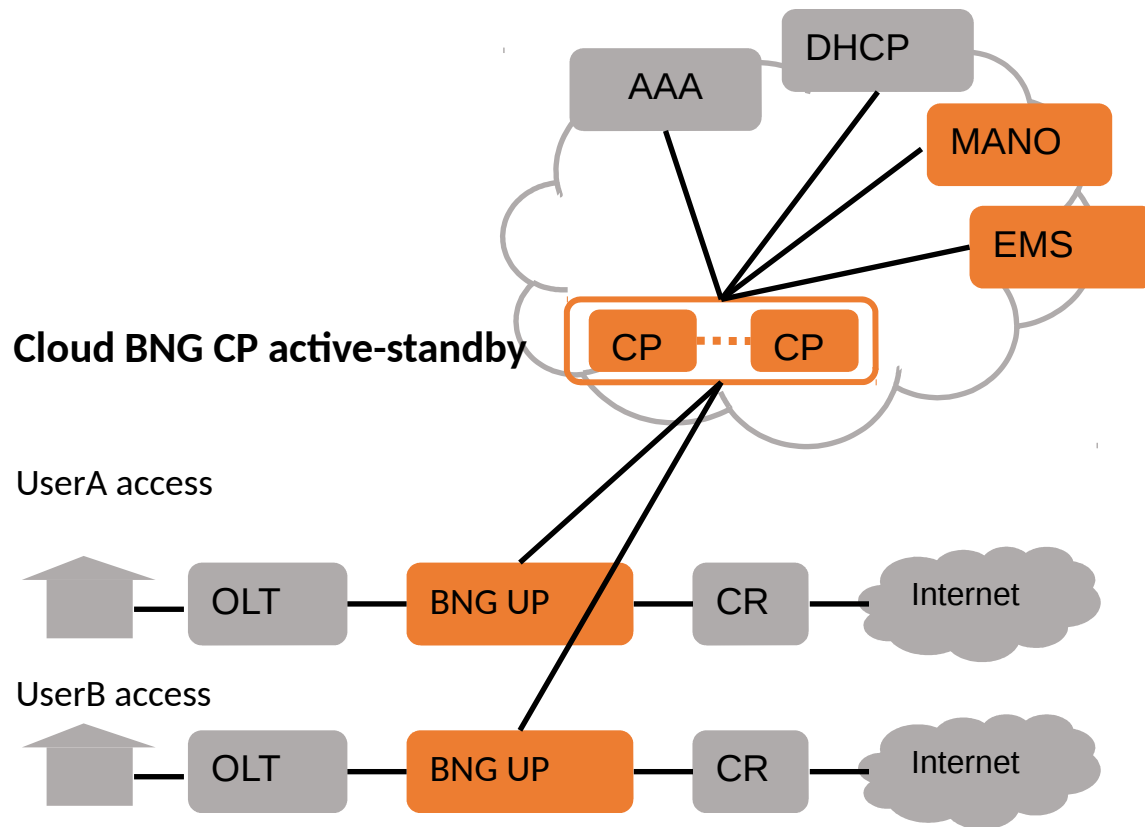 DHCP
AAA
MANO
EMS
Cloud BNG CP active-standby
CP
CP
UserA access
OLT
BNG UP
CR
Internet
UserB access
OLT
BNG UP
CR
Internet